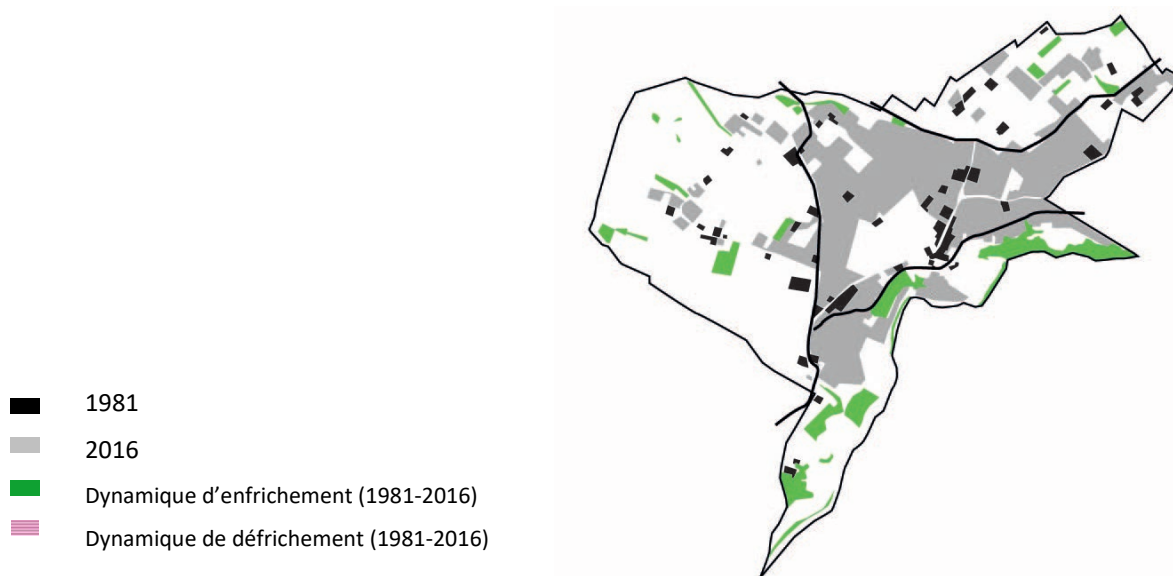 1981
2016
Dynamique d'enfrichement (1981-2016)
Dynamique de défrichement (1981-2016)